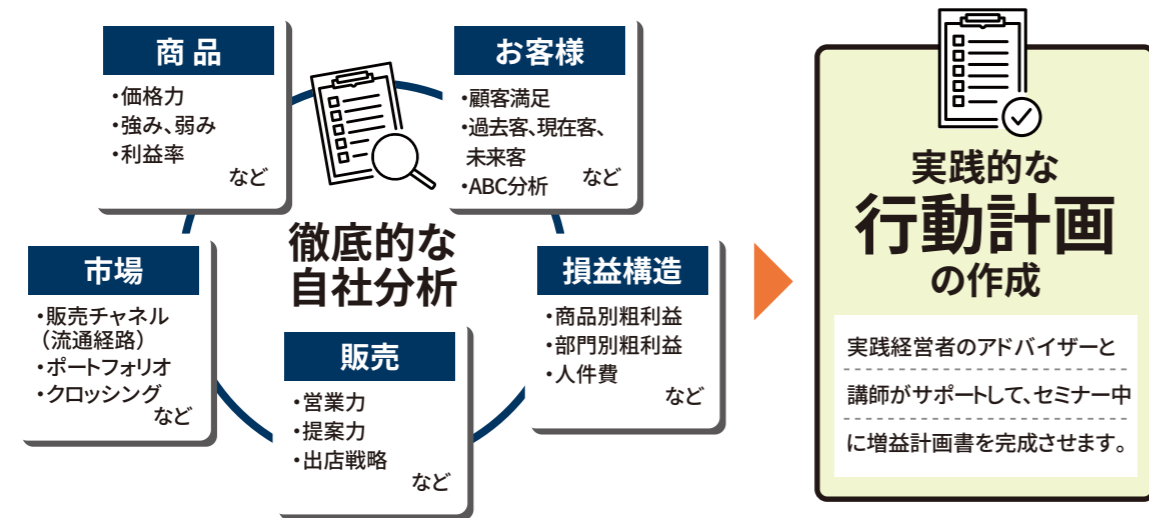 商品
・価格力
・強み、弱み
・利益率
など
お客様
・顧客満足
・過去客、現在客、
未来客
・ABC分析 など
徹底的な
自社分析
市場
・販売チャネル
（流通経路）
・ポートフォリオ
・クロッシング
など
販売
・営業力
・提案力
・出店戦略
など
損益構造
・商品別粗利益
・部門別粗利益
・人件費
など
実践的な
行動計画
の作成
実践経営者のアドバイザーと
講師がサポートして、セミナー中
に増益計画書を完成させます。